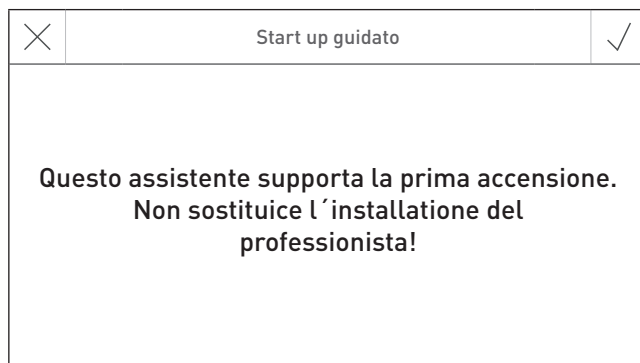 Start up guidato
Questo assistente supporta la prima accensione.
Non sostituice l´installatione del
professionista!